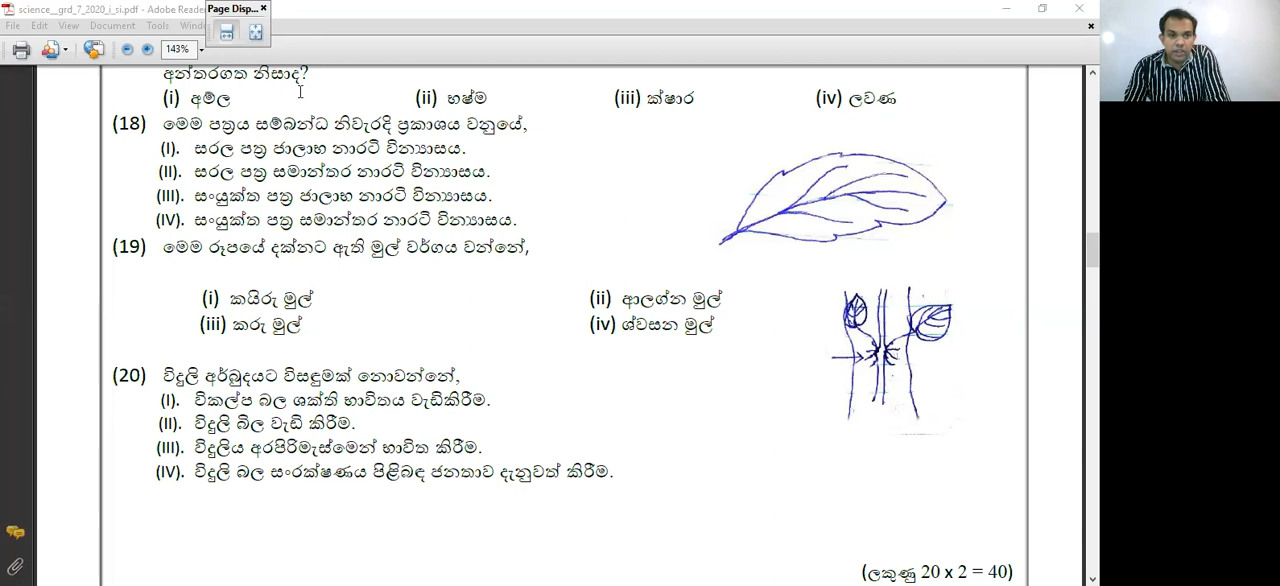 science__grd_7_2020_i_si.pdf - Adobe Reader
Page Disp...
File Edit View Document Tools Window
143%
අන්තරගත නිසාද?
(i) අම්ල (ii) භෂ්ම (iii) ක්ෂාර (iv) ලවණ
(18) මෙම පත්‍රය සම්බන්ධ නිවැරදි ප්‍රකාශය වනුයේ,
(I). සරල පත්‍ර ජාලාභ නාරටි වින්‍යාසය.
(II). සරල පත්‍ර සමාන්තර නාරටි වින්‍යාසය.
(III). සංයුක්ත පත්‍ර ජාලාභ නාරටි වින්‍යාසය.
(IV). සංයුක්ත පත්‍ර සමාන්තර නාරටි වින්‍යාසය.
(19) මෙම රූපයේ දක්නට ඇති මුල් වර්ගය වන්නේ,
(i) කයිරු මුල් (ii) ආලග්න මුල්
(iii) කරු මුල් (iv) ශ්වසන මුල්
(20) විදුලි අර්බුදයට විසඳුමක් නොවන්නේ,
(I). විකල්ප බල ශක්ති භාවිතය වැඩිකිරීම.
(II). විදුලි බිල වැඩි කිරීම.
(III). විදුලිය අරපිරිමැස්මෙන් භාවිත කිරීම.
(IV). විදුලි බල සංරක්ෂණය පිළිබඳ ජනතාව දැනුවත් කිරීම.
(ලකුණු 20 x 2 = 40)